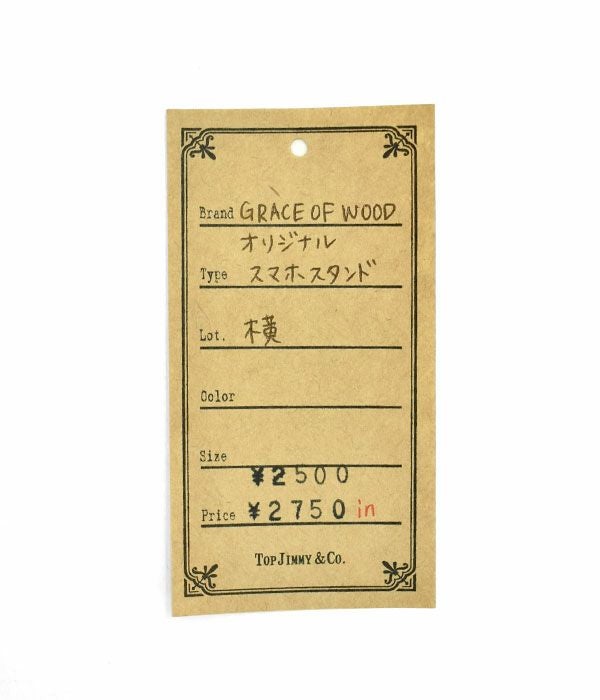 Brand GRACE OF WOOD
オリジナル
Type スマホスタンド
Lot. 横
Color
Size
¥2500
Price ¥2750 in
TOP JIMMY & CO.